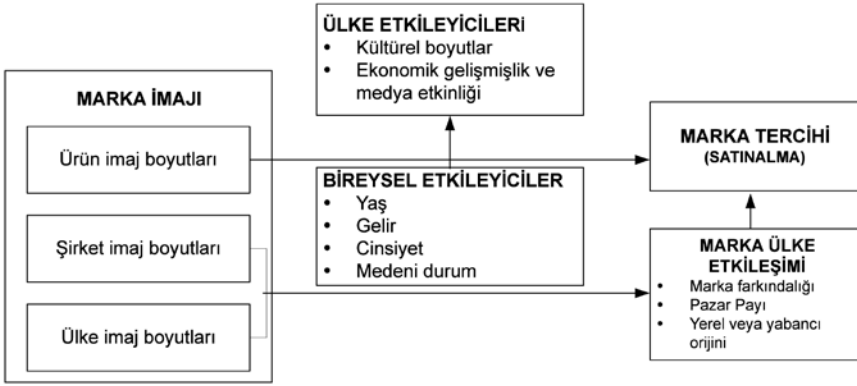 ÜLKE ETKİLEYİCİLERİ
• Kültürel boyutlar
• Ekonomik gelişmişlik ve
medya etkinliği
MARKA İMAJI
Ürün imaj boyutları
Şirket imaj boyutları
Ülke imaj boyutları
BİREYSEL ETKİLEYİCİLER
• Yaş
• Gelir
• Cinsiyet
• Medeni durum
MARKA TERCİHİ
(SATINALMA)
MARKA ÜLKE
ETKİLEŞİMİ
• Marka farkındalığı
• Pazar Payı
• Yerel veya yabancı
orijini